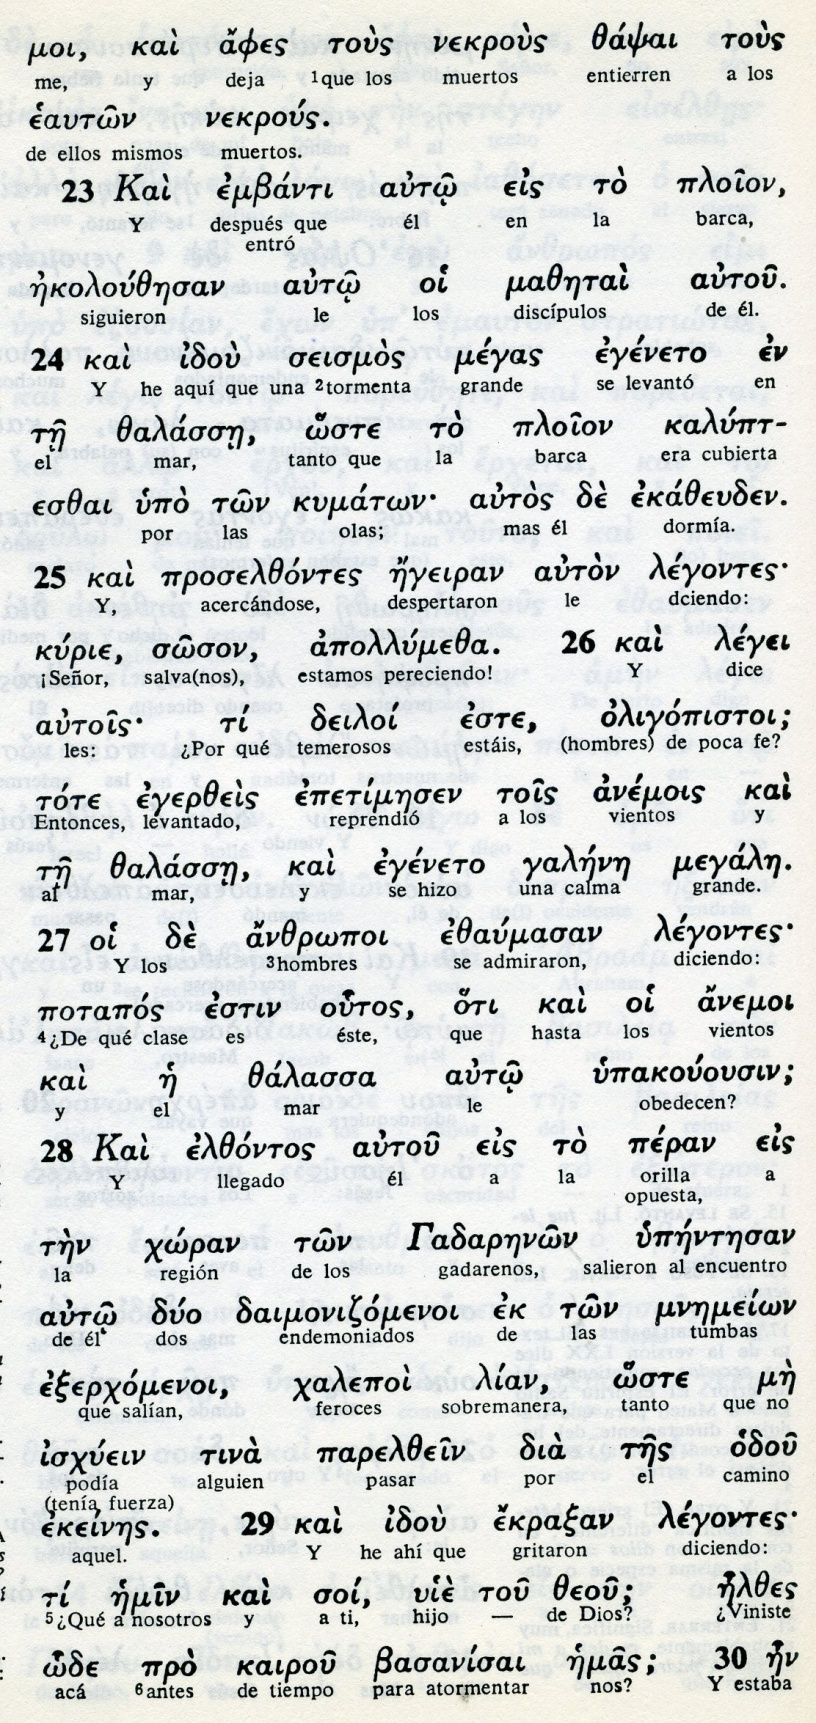 μοι, καὶ ἄφες τοὺς νεκροὺς θάψαι τοὺς
me, y deja 1que los muertos entierren a los
ἑαυτῶν νεκρούς.
de ellos mismos muertos.
23 Καὶ ἐμβάντι αὐτῷ εἰς τὸ πλοῖον,
Y después que él en la barca,
entró
ἠκολούθησαν αὐτῷ οἱ μαθηταὶ αὐτοῦ.
siguieron le los discípulos de él.
24 καὶ ἰδοὺ σεισμὸς μέγας ἐγένετο ἐν
Y he aquí que una 2tormenta grande se levantó en
τῇ θαλάσσῃ, ὥστε τὸ πλοῖον καλύπτ-
el mar, tanto que la barca era cubierta
εσθαι ὑπὸ τῶν κυμάτων· αὐτὸς δὲ ἐκάθευδεν.
por las olas; mas él dormía.
25 καὶ προσελθόντες ἤγειραν αὐτὸν λέγοντες·
Y, acercándose, despertaron le dciendo:
κύριε, σῶσον, ἀπολλύμεθα. 26 καὶ λέγει
¡Señor, salva(nos), estamos pereciendo! Y dice
αὐτοῖς· τί δειλοί ἐστε, ὀλιγόπιστοι;
les: ¿Por qué temerosos estáis, (hombres) de poca fe?
τότε ἐγερθεὶς ἐπετίμησεν τοῖς ἀνέμοις καὶ
Entonces, levantado, reprendió a los vientos y
τῇ θαλάσσῃ, καὶ ἐγένετο γαλήνη μεγάλη.
al mar, y se hizo una calma grande.
27 οἱ δὲ ἄνθρωποι ἐθαύμασαν λέγοντες·
Y los 3hombres se admiraron, diciendo:
ποταπός ἐστιν οὗτος, ὅτι καὶ οἱ ἄνεμοι
4¿De qué clase es éste, que hasta los vientos
καὶ ἡ θάλασσα αὐτῷ ὑπακούουσιν;
y el mar le obedecen?
28 Καὶ ἐλθόντος αὐτοῦ εἰς τὸ πέραν εἰς
Y llegado él a la orilla a
opuesta,
τὴν χώραν τῶν Γαδαρηνῶν ὑπήντησαν
la región de los gadarenos, salieron al encuentro
αὐτῷ δύο δαιμονιζόμενοι ἐκ τῶν μνημείων
de él dos endemoniados de las tumbas
ἐξερχόμενοι, χαλεποὶ λίαν, ὥστε μὴ
que salían, feroces sobremanera, tanto que no
ἰσχύειν τινὰ παρελθεῖν διὰ τῆς ὁδοῦ
podía alguien pasar por el camino
(tenía fuerza)
ἐκείνης· 29 καὶ ἰδοὺ ἔκραξαν λέγοντες·
aquel. Y he ahí que gritaron diciendo:
τί ἡμῖν καὶ σοί, υἱὲ τοῦ θεοῦ; ἦλθες
5¿Qué a nosotros y a ti, hijo — de Dios? ¿Viniste
ὧδε πρὸ καιροῦ βασανίσαι ἡμᾶς; 30 ἦν
acá 6antes de tiempo para atormentar nos? Y estaba